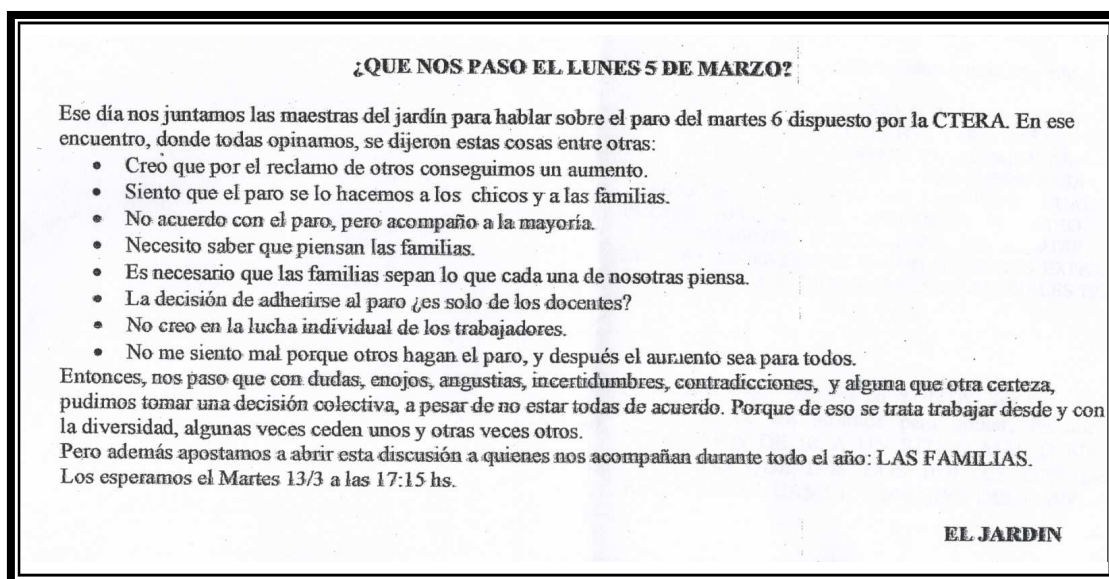 ¿QUE NOS PASO EL LUNES 5 DE MARZO?
Ese día nos juntamos las maestras del jardín para hablar sobre el paro del martes 6 dispuesto por la CTERA. En ese
encuentro, donde todas opinamos, se dijeron estas cosas entre otras:
• Creo que por el reclamo de otros conseguimos un aumento.
• Siento que el paro se lo hacemos a los chicos y a las familias.
• No acuerdo con el paro, pero acompaño a la mayoría.
• Necesito saber que piensan las familias.
• Es necesario que las familias sepan lo que cada una de nosotras piensa.
• La decisión de adherirse al paro ¿es solo de los docentes?
• No creo en la lucha individual de los trabajadores.
• No me siento mal porque otros hagan el paro, y después el aumento sea para todos.
Entonces, nos paso que con dudas, enojos, angustias, incertidumbres, contradicciones, y alguna que otra certeza,
pudimos tomar una decisión colectiva, a pesar de no estar todas de acuerdo. Porque de eso se trata trabajar desde y con
la diversidad, algunas veces ceden unos y otras veces otros.
Pero además apostamos a abrir esta discusión a quienes nos acompañan durante todo el año: LAS FAMILIAS.
Los esperamos el Martes 13/3 a las 17:15 hs.
EL JARDIN